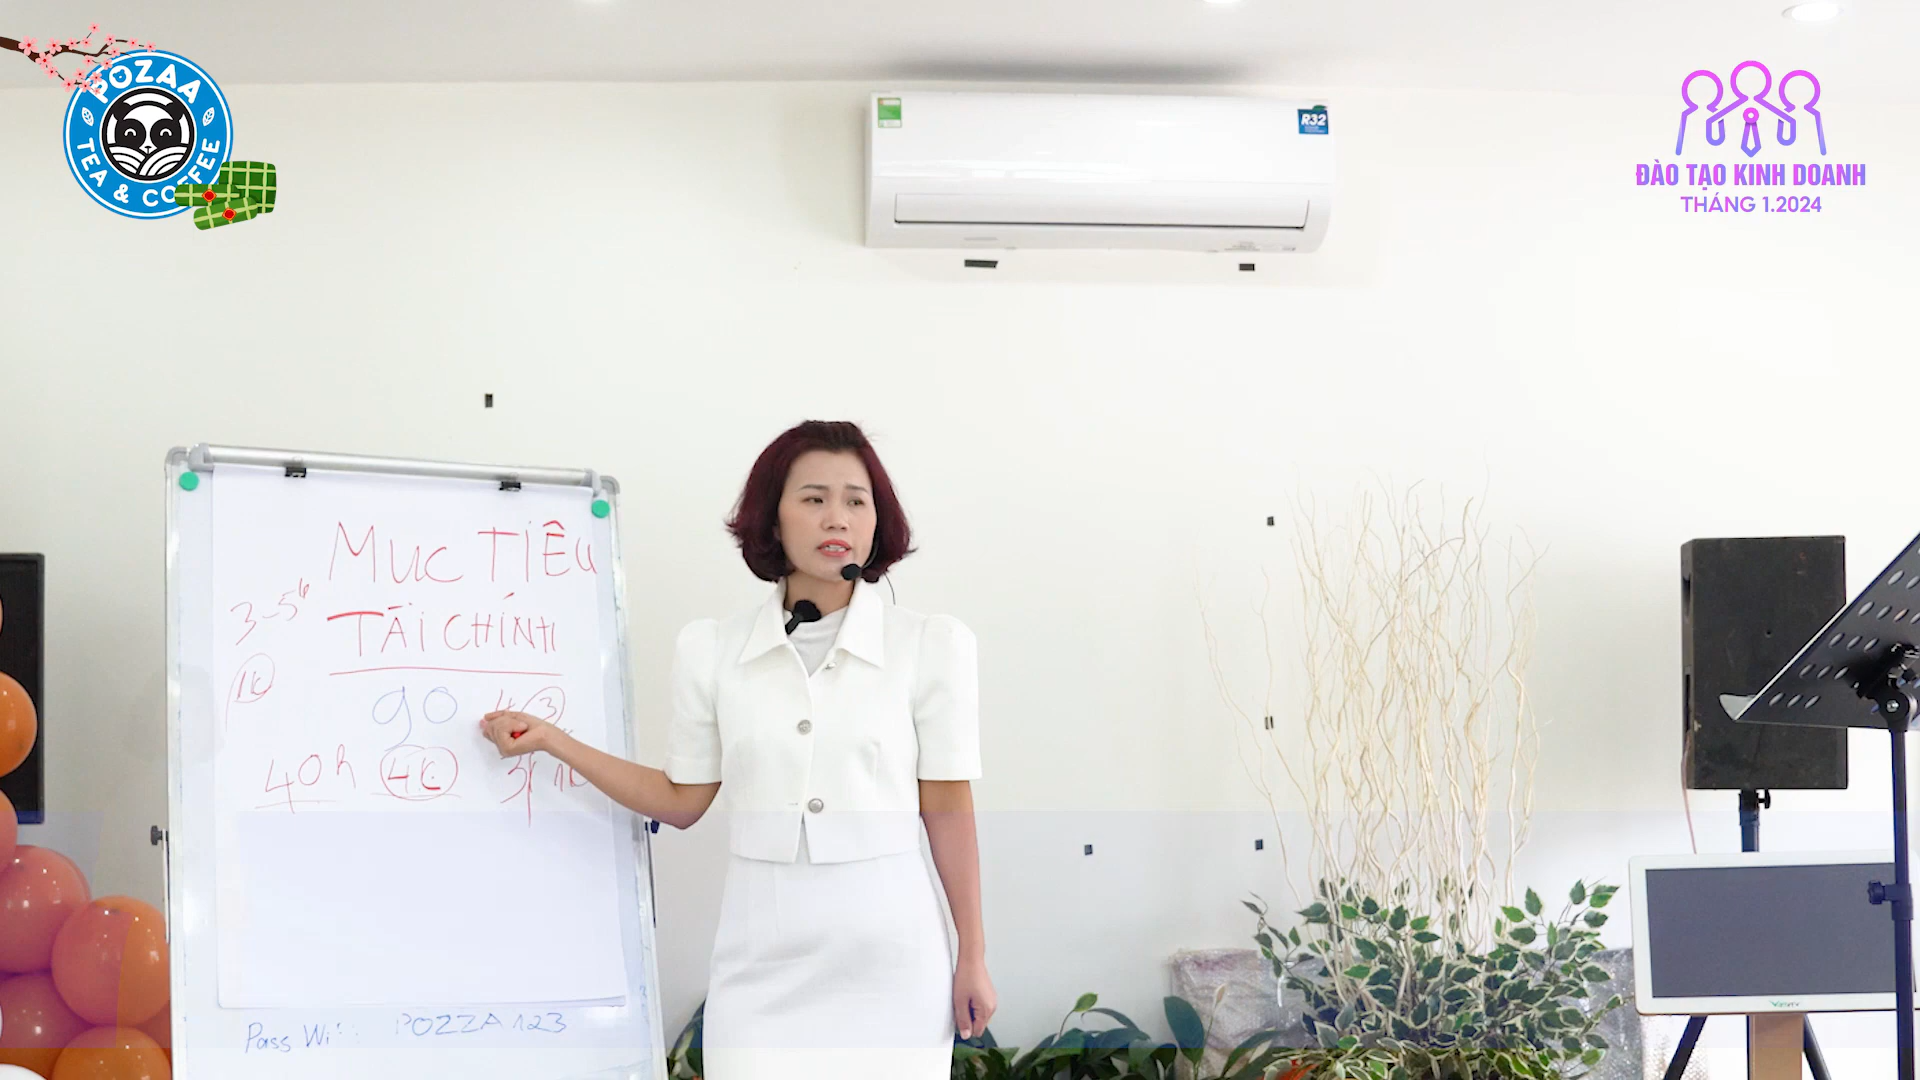 POZAA
TEA & COFFEE
R32
ĐÀO TẠO KINH DOANH
THÁNG 1.2024
MUC TIÊU
3-5
TÀI CHÍNH
1k
90
3
40h
Pass Wi
POZZA 123